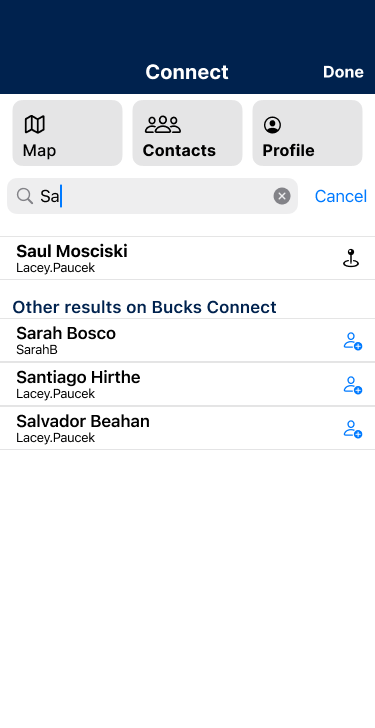 Connect
Done
Map
Contacts
Profile
Sa
Cancel
Saul Mosciski
Lacey.Paucek
Other results on Bucks Connect
Sarah Bosco
SarahB
Santiago Hirthe
Lacey.Paucek
Salvador Beahan
Lacey.Paucek